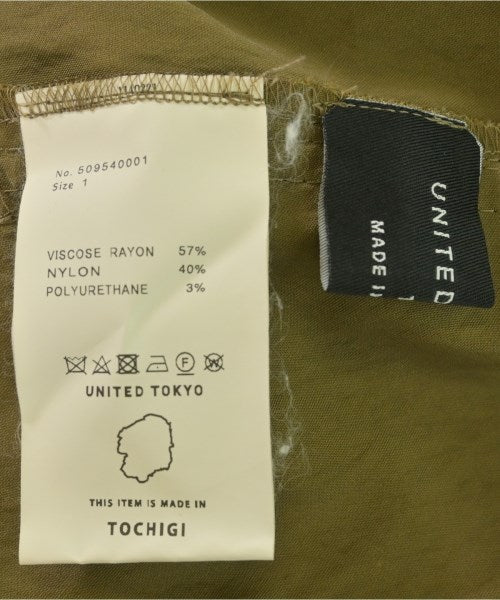 No. 509540001
Size 1
VISCOSE RAYON 57%
NYLON 40%
POLYURETHANE 3%
F
UNITED TOKYO
THIS ITEM IS MADE IN
TOCHIGI
UNITED
MADE IN